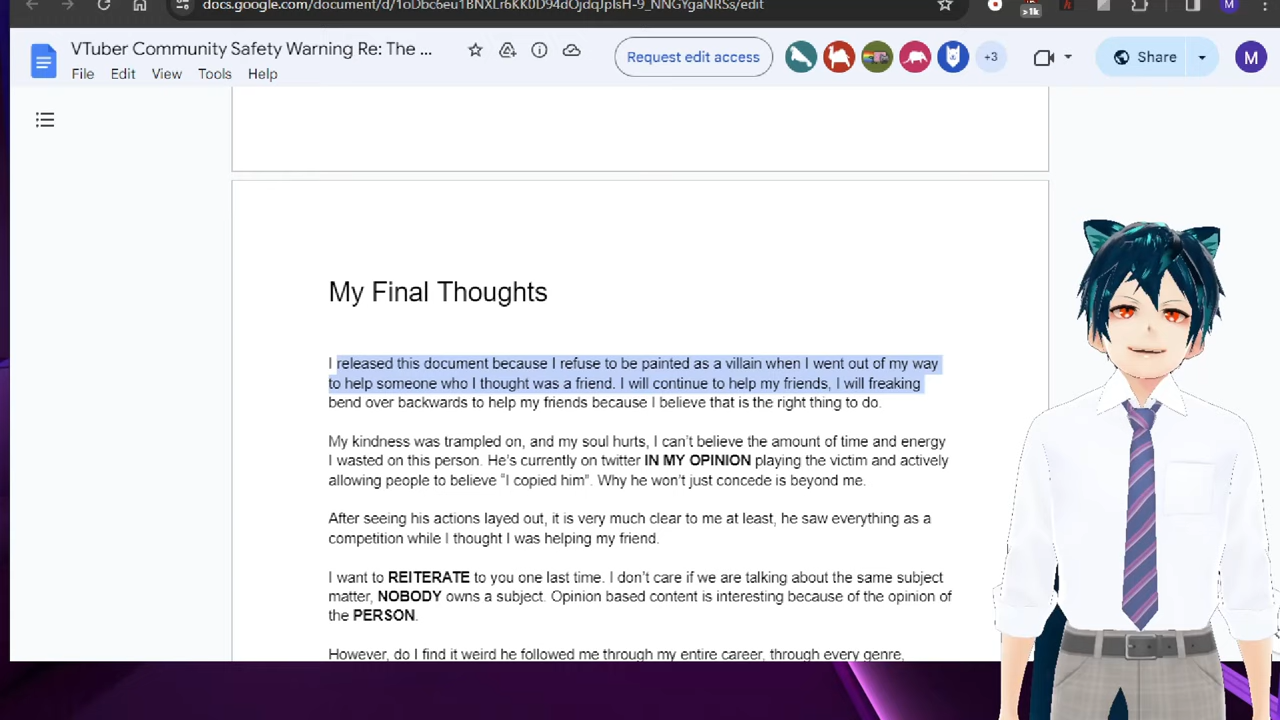 VTuber Community Safety Warning Re: The ...
Request edit access
+3
Share
M
File Edit View Tools Help
>1k
My Final Thoughts
I released this document because I refuse to be painted as a villain when I went out of my way
to help someone who I thought was a friend. I will continue to help my friends, I will freaking
bend over backwards to help my friends because I believe that is the right thing to do.
My kindness was trampled on, and my soul hurts, I can't believe the amount of time and energy
I wasted on this person. He's currently on twitter IN MY OPINION playing the victim and actively
allowing people to believe "I copied him". Why he won't just concede is beyond me.
After seeing his actions layed out, it is very much clear to me at least, he saw everything as a
competition while I thought I was helping my friend.
I want to REITERATE to you one last time. I don't care if we are talking about the same subject
matter, NOBODY owns a subject. Opinion based content is interesting because of the opinion of
the PERSON.
However, do I find it weird he followed me through my entire career, through every genre,